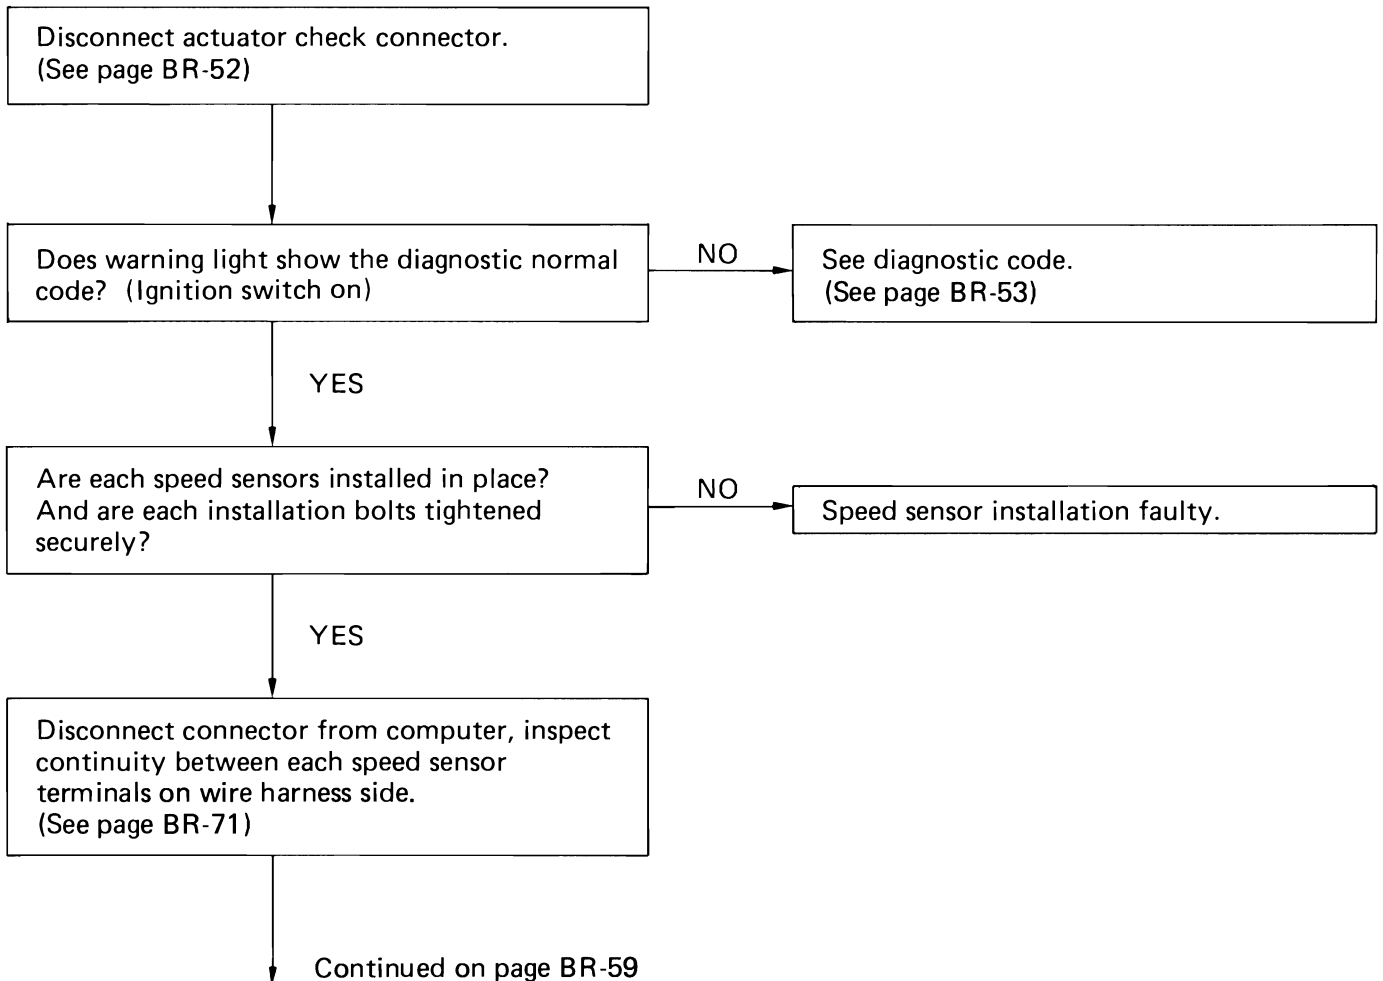 Disconnect actuator check connector.
(See page BR-52)
Does warning light show the diagnostic normal
code? (Ignition switch on)
NO
See diagnostic code.
(See page BR-53)
YES
Are each speed sensors installed in place?
And are each installation bolts tightened
securely?
NO
Speed sensor installation faulty.
YES
Disconnect connector from computer, inspect
continuity between each speed sensor
terminals on wire harness side.
(See page BR-71)
Continued on page BR-59